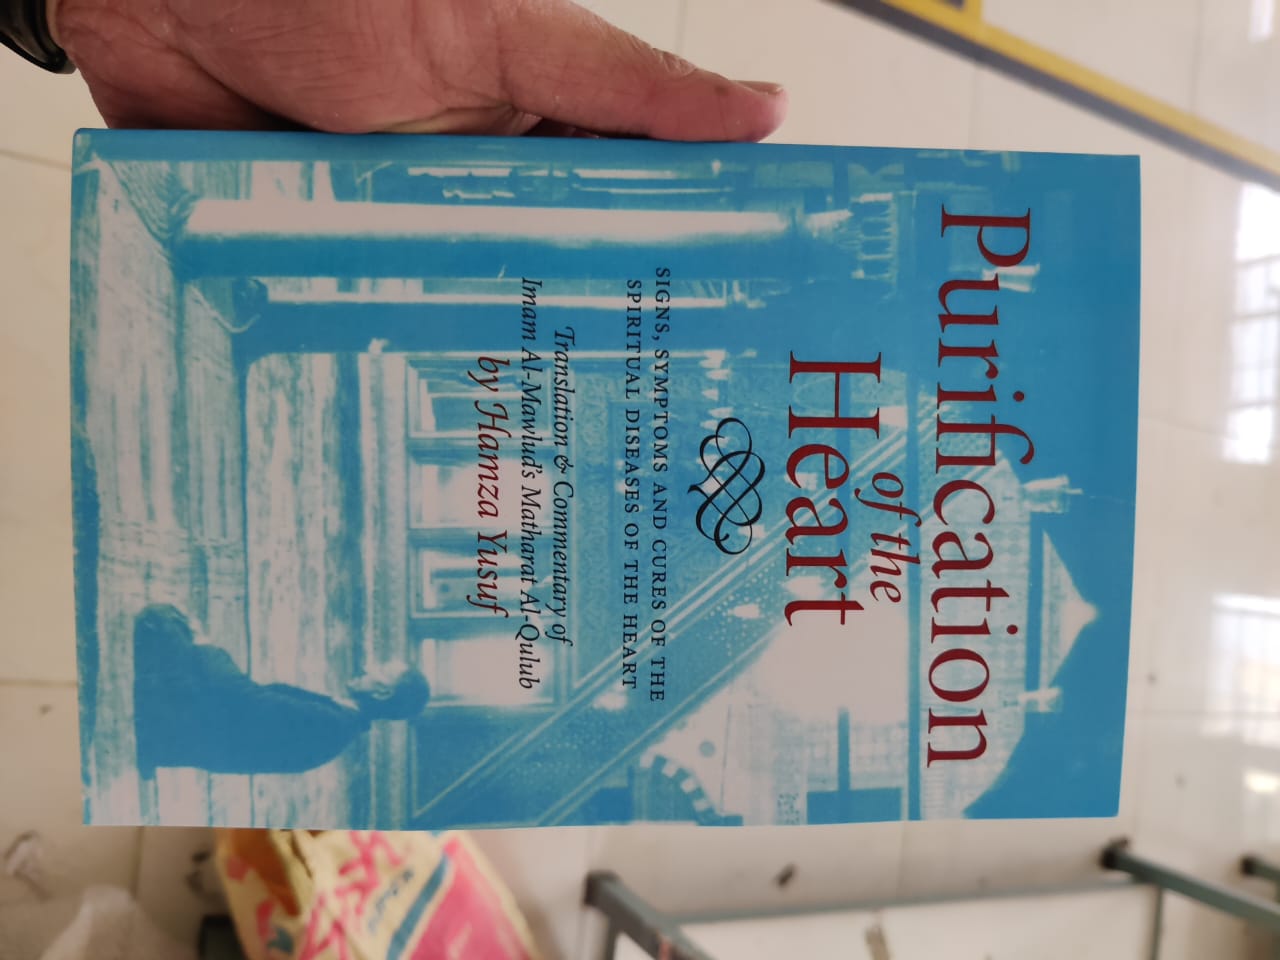 Purification
of the
Heart
SIGNS, SYMPTOMS AND CURES OF THE
SPIRITUAL DISEASES OF THE HEART
Translation & Commentary of
Imam Al-Mawlud's Matharat Al-Qulub
by Hamza Yusuf